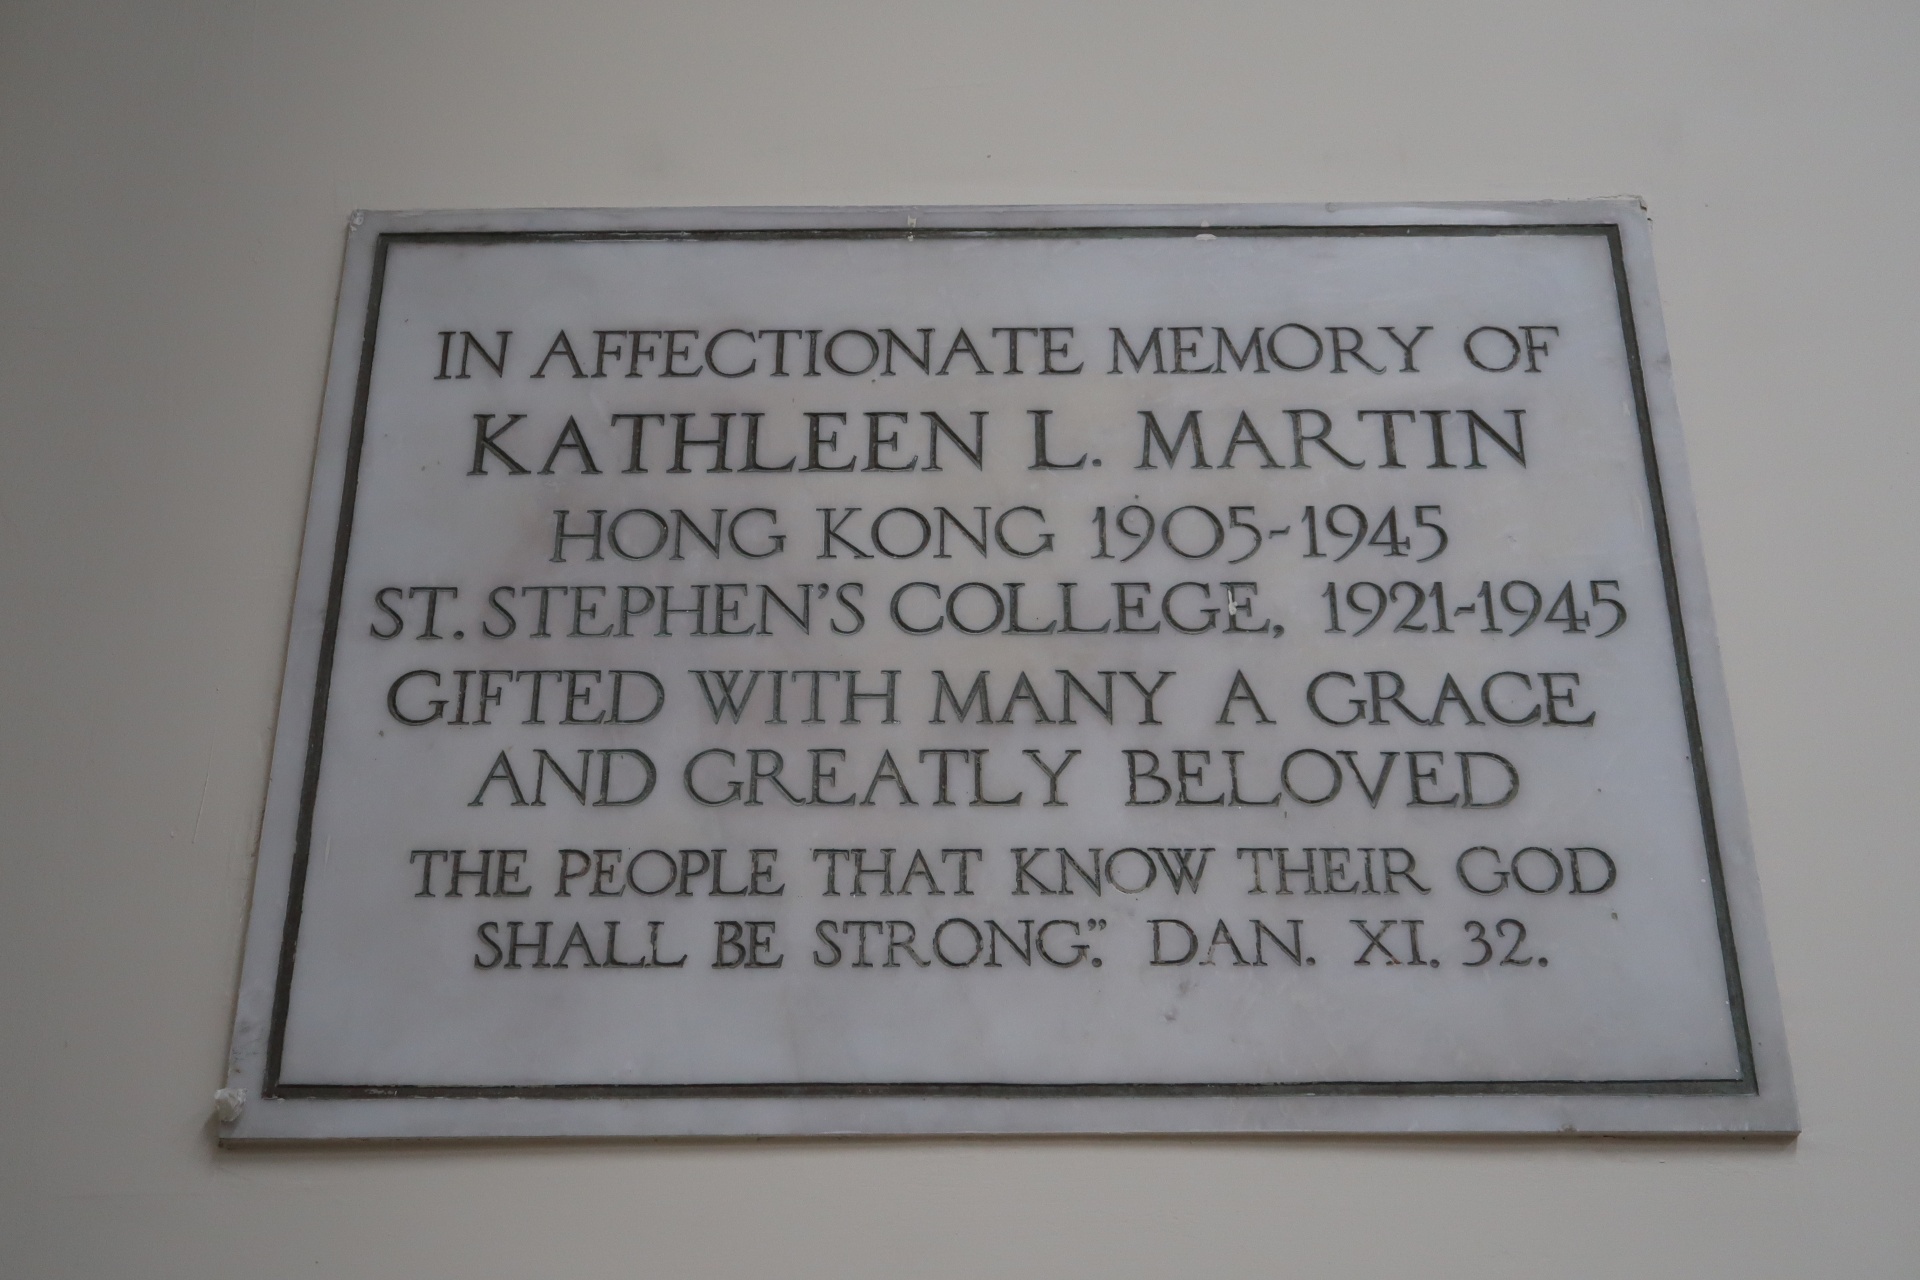 IN AFFECTIONATE MEMORY OF
KATHLEEN L. MARTIN
HONG KONG 1905-1945
ST. STEPHEN'S COLLEGE, 1921-1945
GIFTED WITH MANY A GRACE
AND GREATLY BELOVED
THE PEOPLE THAT KNOW THEIR GOD
SHALL BE STRONG." DAN. XI. 32.